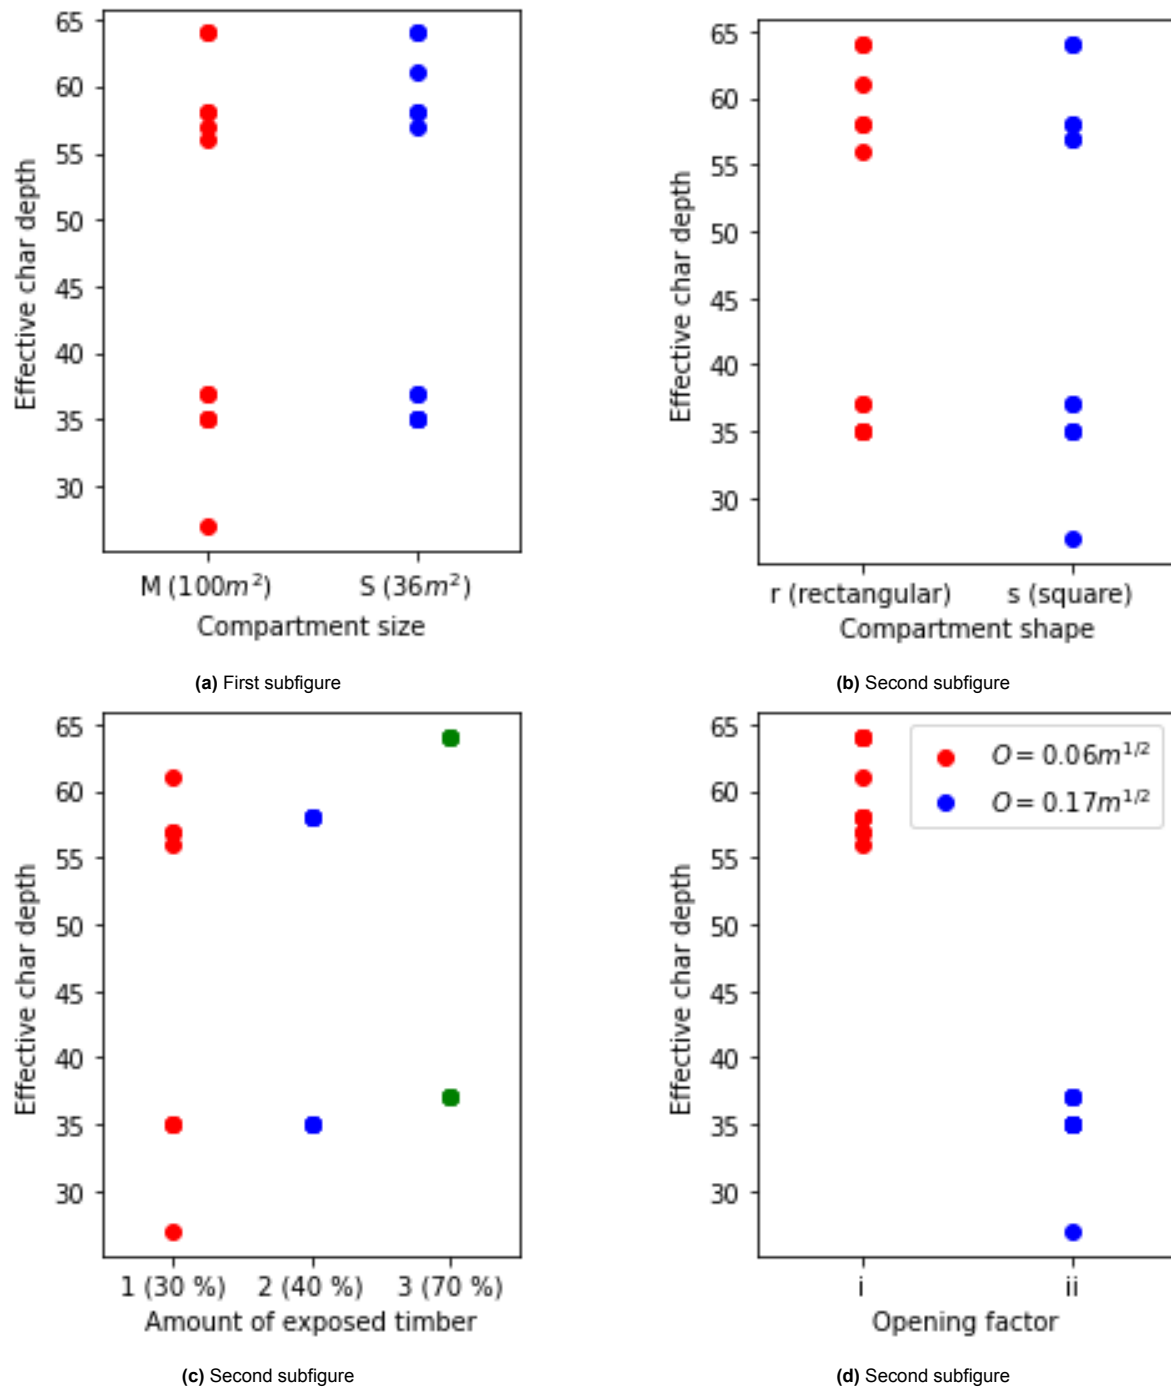 65
60
55
50
45
40
35
30
Effective char depth
M (100m²) S (36m²)
Compartment size
(a) First subfigure
65
60
55
50
45
40
35
30
Effective char depth
r (rectangular) s (square)
Compartment shape
(b) Second subfigure
65
60
55
50
45
40
35
30
Effective char depth
1 (30 %) 2 (40 %) 3 (70 %)
Amount of exposed timber
(c) Second subfigure
65
60
55
50
45
40
35
30
Effective char depth
O = 0.06m^{1/2}
O = 0.17m^{1/2}
i ii
Opening factor
(d) Second subfigure